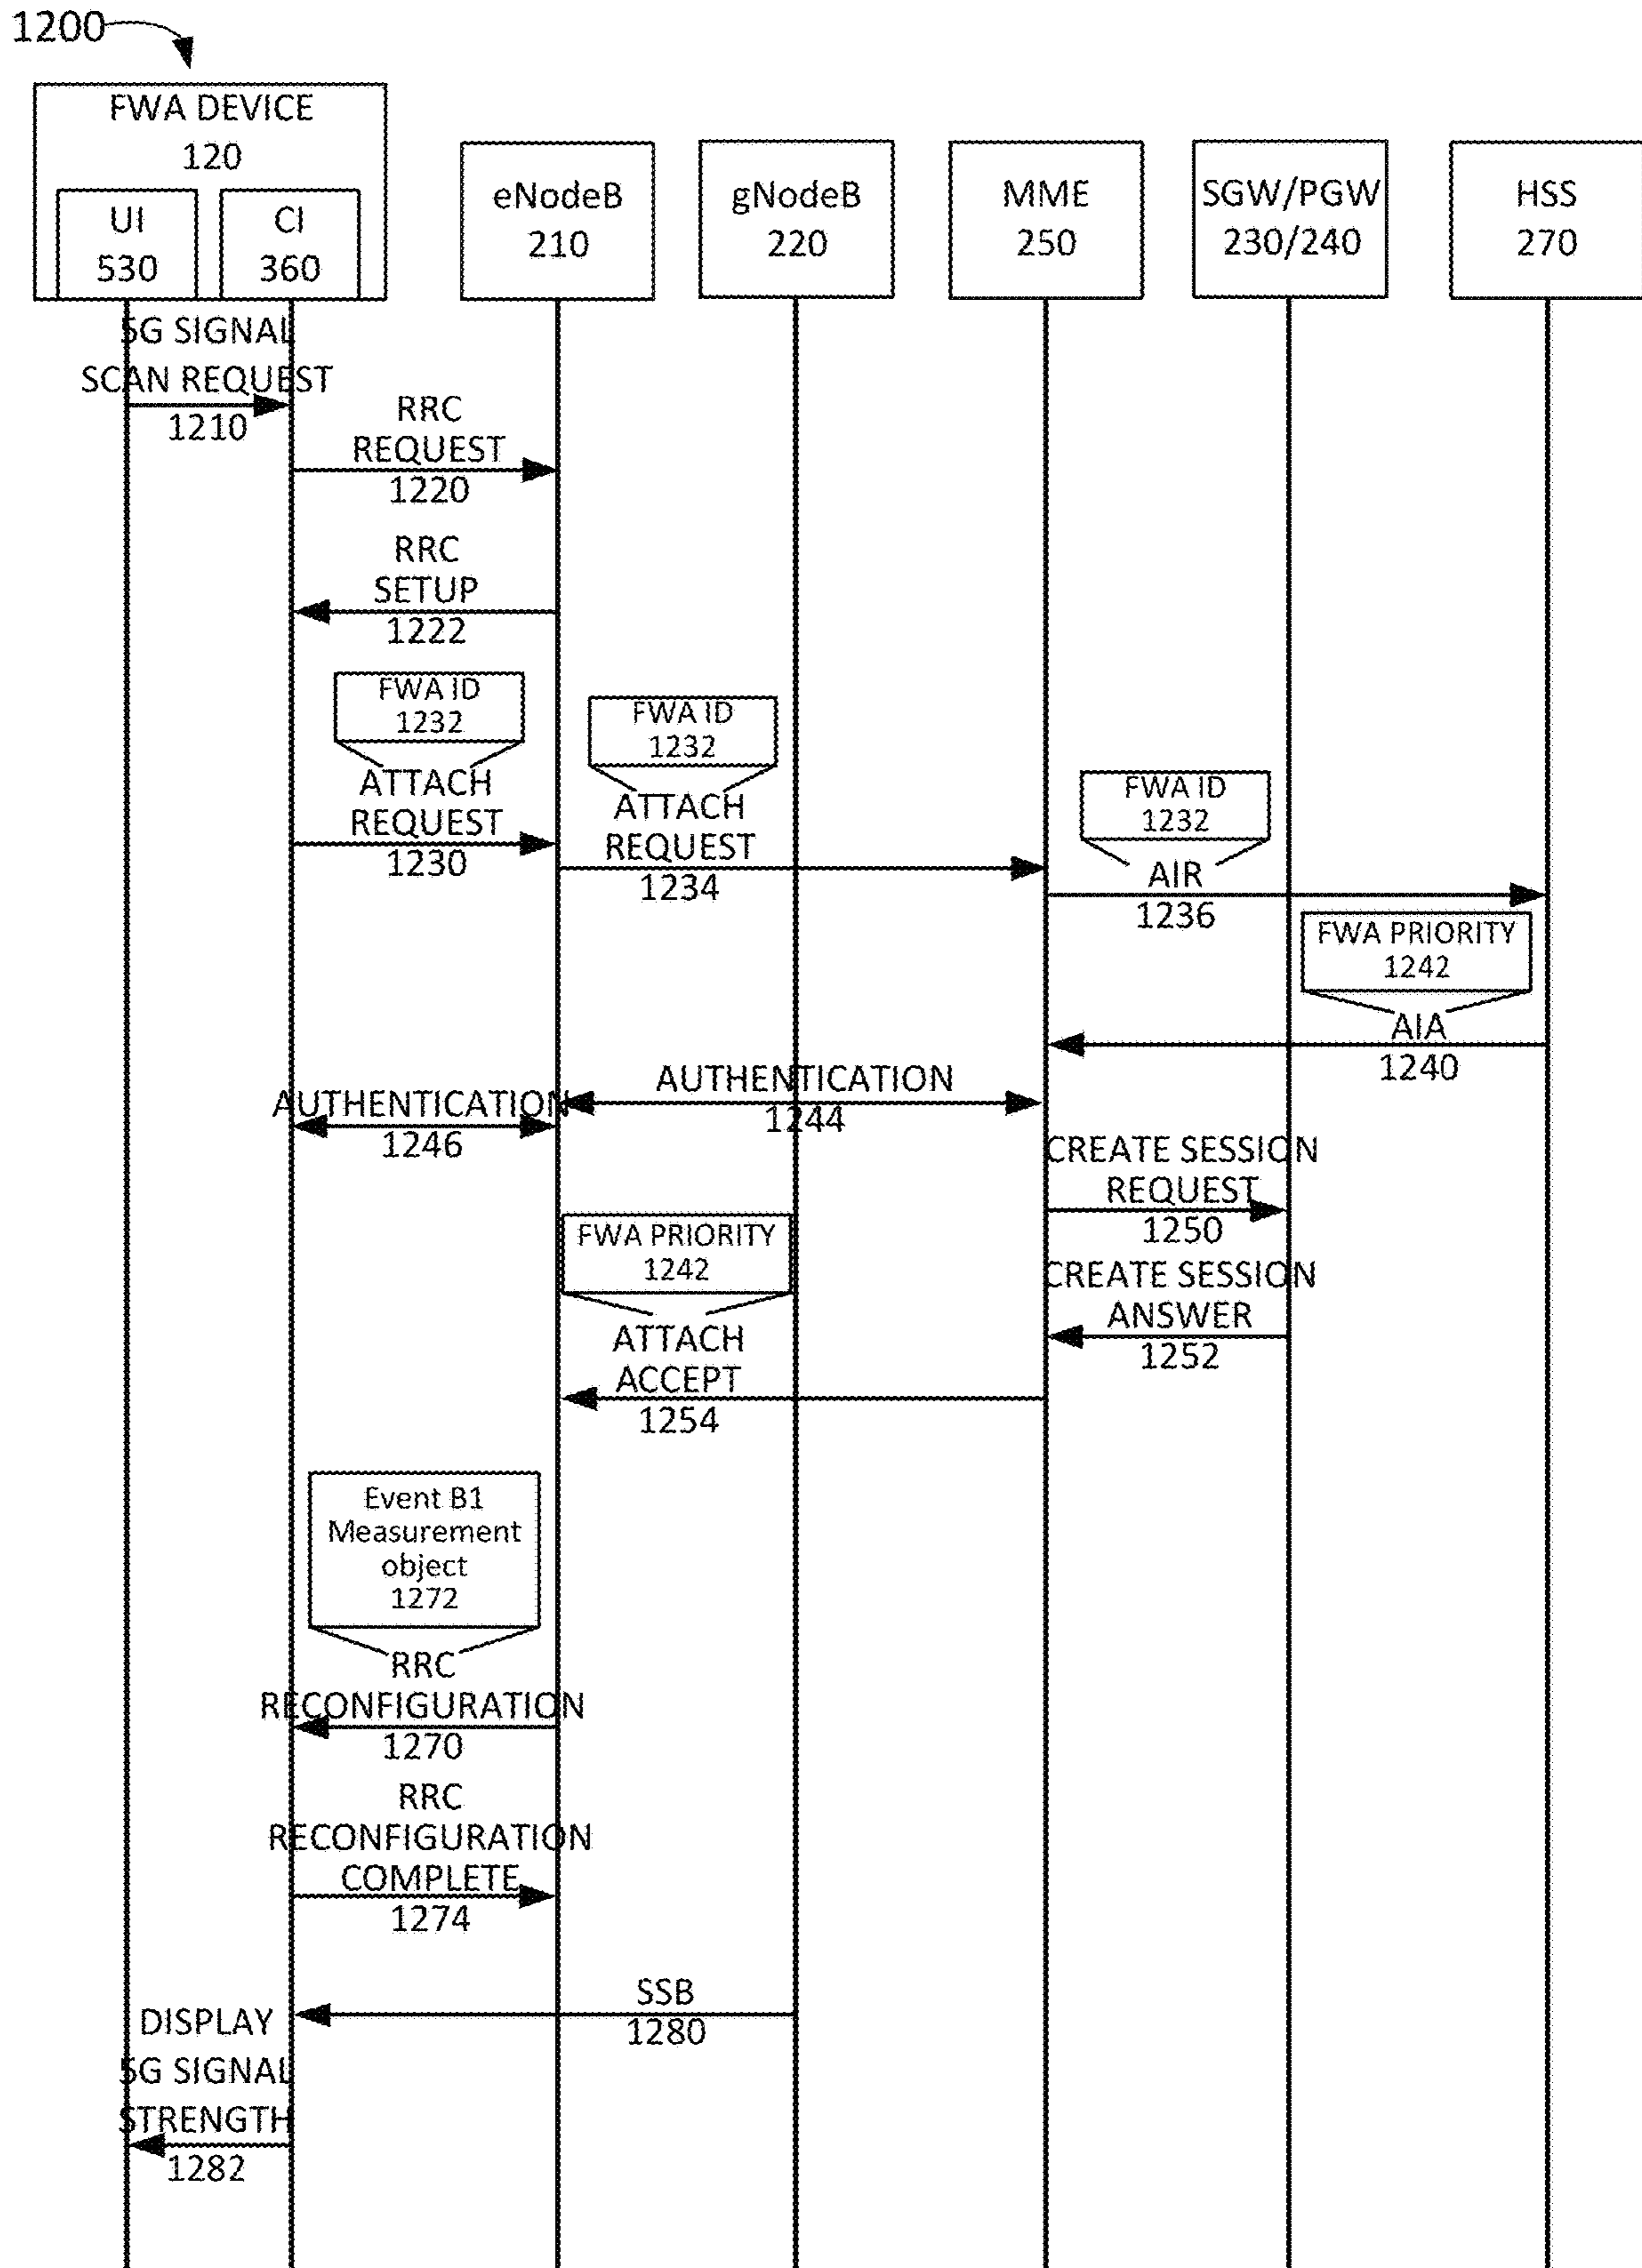 1200
FWA DEVICE
120
UI
530
CI
360
eNodeB
210
gNodeB
220
MME
250
SGW/PGW
230/240
HSS
270
5G SIGNAL
SCAN REQUEST
1210
RRC
REQUEST
1220
RRC
SETUP
1222
FWA ID
1232
ATTACH
REQUEST
1230
FWA ID
1232
ATTACH
REQUEST
1234
FWA ID
1232
AIR
1236
FWA PRIORITY
1242
AIA
1240
AUTHENTICATION
1244
AUTHENTICATION
1246
CREATE SESSION
REQUEST
1250
CREATE SESSION
ANSWER
1252
FWA PRIORITY
1242
ATTACH
ACCEPT
1254
Event B1
Measurement
object
1272
RRC
RECONFIGURATION
1270
RRC
RECONFIGURATION
COMPLETE
1274
SSB
1280
DISPLAY
5G SIGNAL
STRENGTH
1282